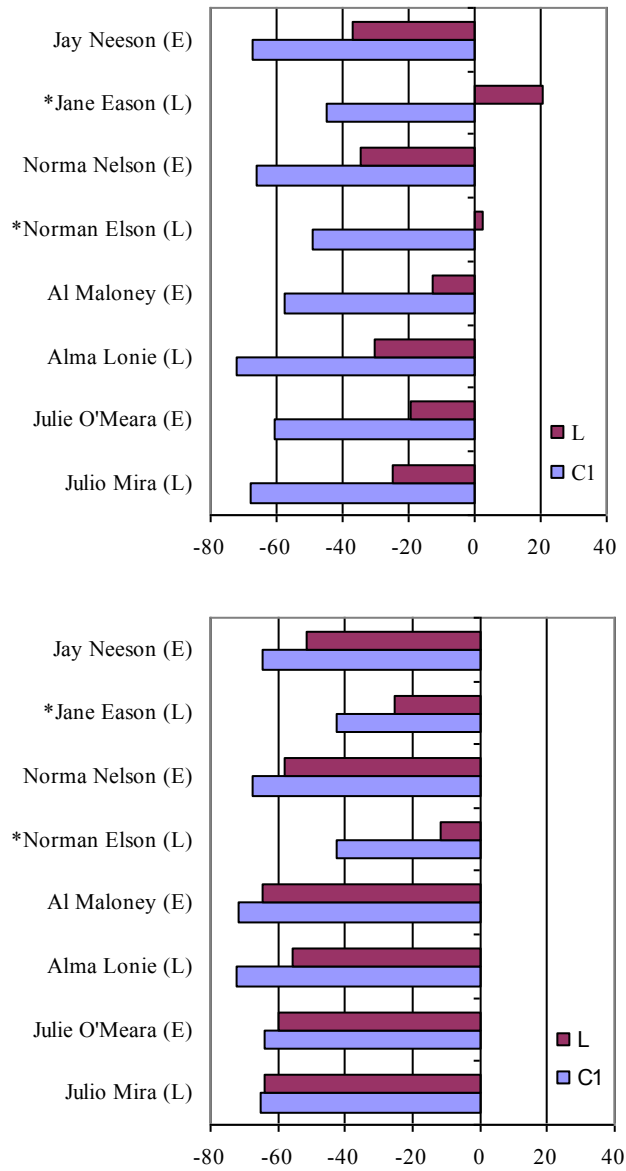 Jay Neeson (E)
*Jane Eason (L)
Norma Nelson (E)
*Norman Elson (L)
Al Maloney (E)
Alma Lonie (L)
Julie O'Meara (E)
Julio Mira (L)
L
C1
-80 -60 -40 -20 0 20 40
Jay Neeson (E)
*Jane Eason (L)
Norma Nelson (E)
*Norman Elson (L)
Al Maloney (E)
Alma Lonie (L)
Julie O'Meara (E)
Julio Mira (L)
L
C1
-80 -60 -40 -20 0 20 40